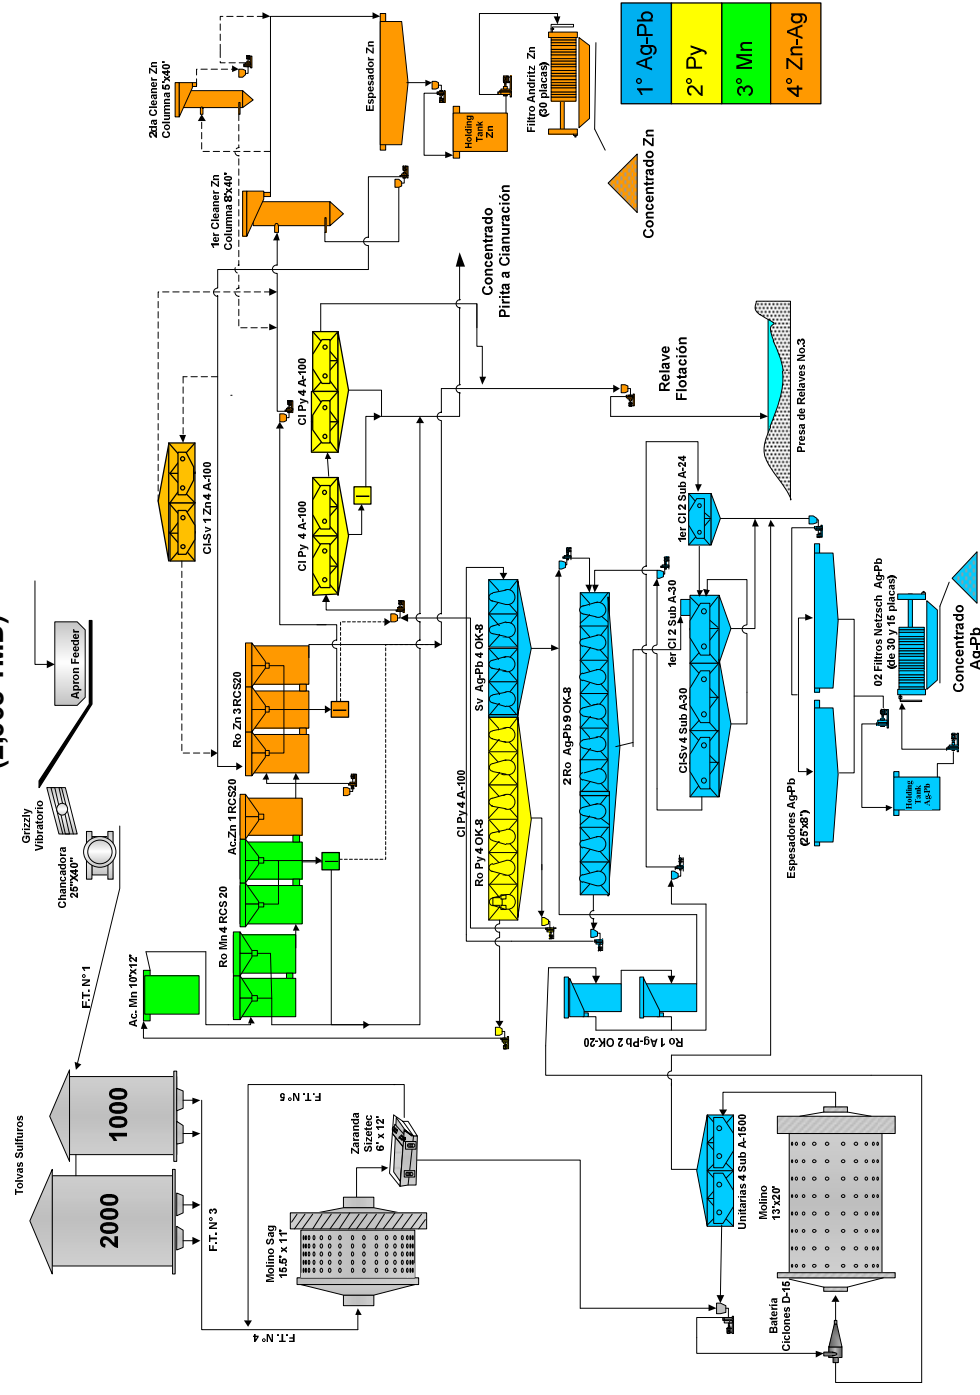 Tolvas Sulfuros
2000
1000
F.T. Nº 3
F.T. Nº 1
F.T. Nº 4
F.T. Nº 5
Molino Sag
15.5' x 11'
Zaranda
Sizetec
6' x 12'
Grizzly
Vibratorio
Chancadora
25"X40"
Apron Feeder
Ac. Mn 10'x12'
Ro Mn 4 RCS 20
Ac.Zn 1 RCS20
Ro Zn 3 RCS20
Cl-Sv 1 Zn 4 A-100
2da Cleaner Zn
Columna 5'x40'
1er Cleaner Zn
Columna 8'x40'
Espesador Zn
Holding
Tank
Zn
Filtro Andritz Zn
(30 placas)
Concentrado Zn
Cl Py 4 A-100
Cl Py 4 A-100
Concentrado
Pirita a Cianuración
Cl Py 4 A-100
Ro Py 4 OK-8
Sv Ag-Pb 4 OK-8
2 Ro Ag-Pb 9 OK-8
Ro 1 Ag-Pb 2 OK-20
Cl-Sv 4 Sub A-30
1er Cl 2 Sub A-30
1er Cl 2 Sub A-24
Relave
Flotación
Presa de Relaves No.3
Unitarias 4 Sub A-1500
Molino
13'x20'
Bateria
Ciclones D-15
Espesadores Ag-Pb
(25'x8')
Holding
Tank
Ag-Pb
02 Filtros Netzsch Ag-Pb
(de 30 y 15 placas)
Concentrado
Ag-Pb
1° Ag-Pb
2° Py
3° Mn
4° Zn-Ag